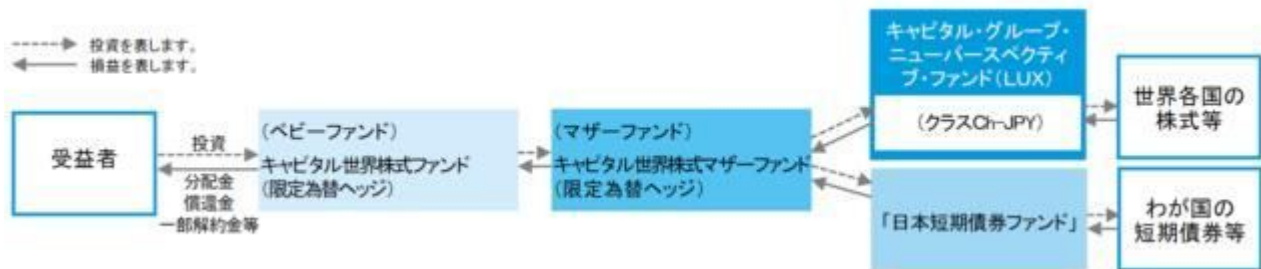 投資を表します。
損益を表します。
受益者
投資
分配金
償還金
一部解約金等
(ベビーファンド)
キャピタル世界株式ファンド
(限定為替ヘッジ)
(マザーファンド)
キャピタル世界株式マザーファンド
(限定為替ヘッジ)
キャピタル・グループ・
ニューパースペクティ
ブ・ファンド(LUX)
(クラスCh-JPY)
世界各国の
株式等
「日本短期債券ファンド」
わが国の
短期債券等